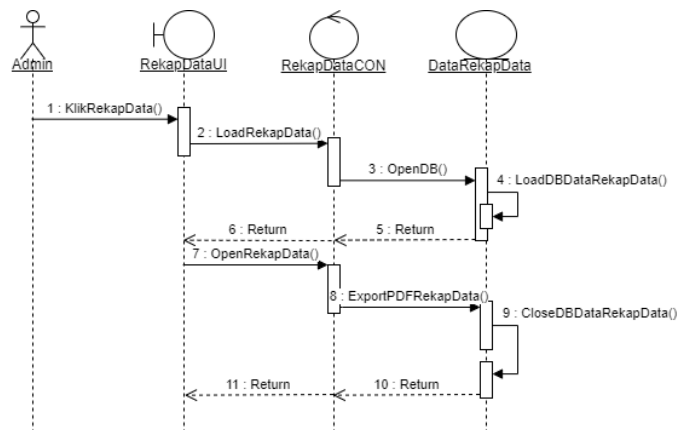 Admin
RekapDataUI
RekapDataCON
DataRekapData
1 : KlikRekapData()
2 : LoadRekapData()
3 : OpenDB()
4 : LoadDBDataRekapData()
6 : Return
5 : Return
7 : OpenRekapData()
8 : ExportPDFRekapData()
9 : CloseDBDataRekapData()
11 : Return
10 : Return